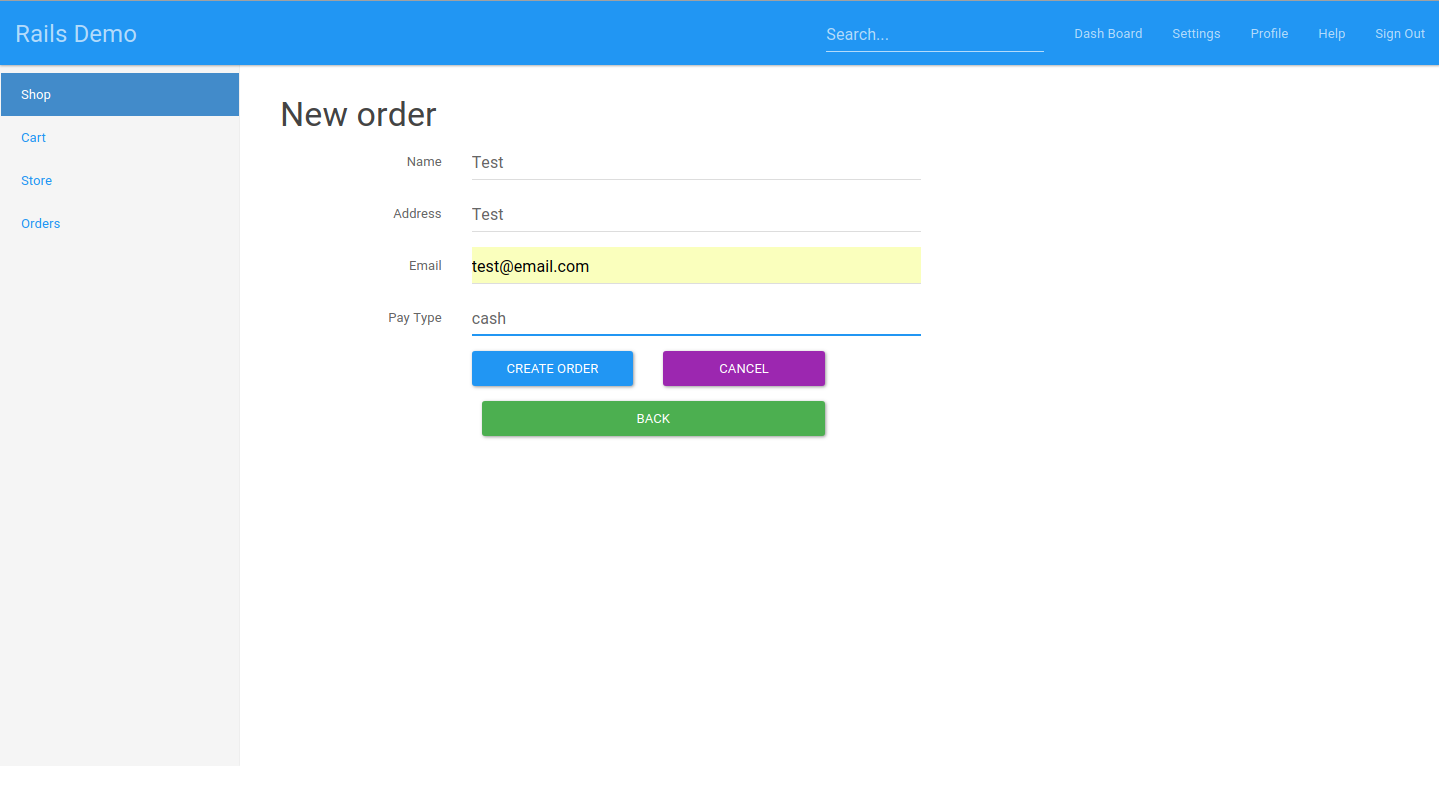 Rails Demo
Search...
Dash Board
Settings
Profile
Help
Sign Out
Shop
Cart
Store
Orders
New order
Name
Test
Address
Test
Email
test@email.com
Pay Type
cash
CREATE ORDER
CANCEL
BACK